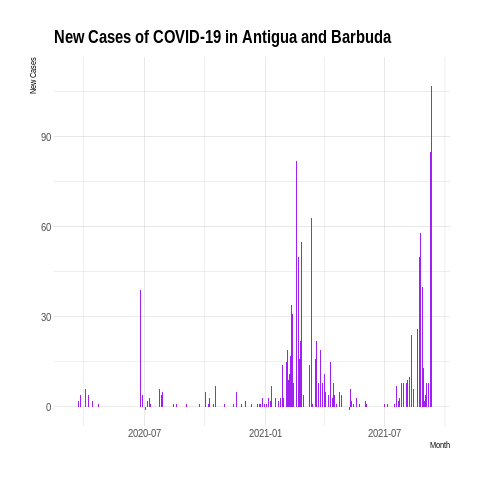 New Cases of COVID-19 in Antigua and Barbuda
New Cases
90
60
30
0
2020-07
2021-01
2021-07
Month